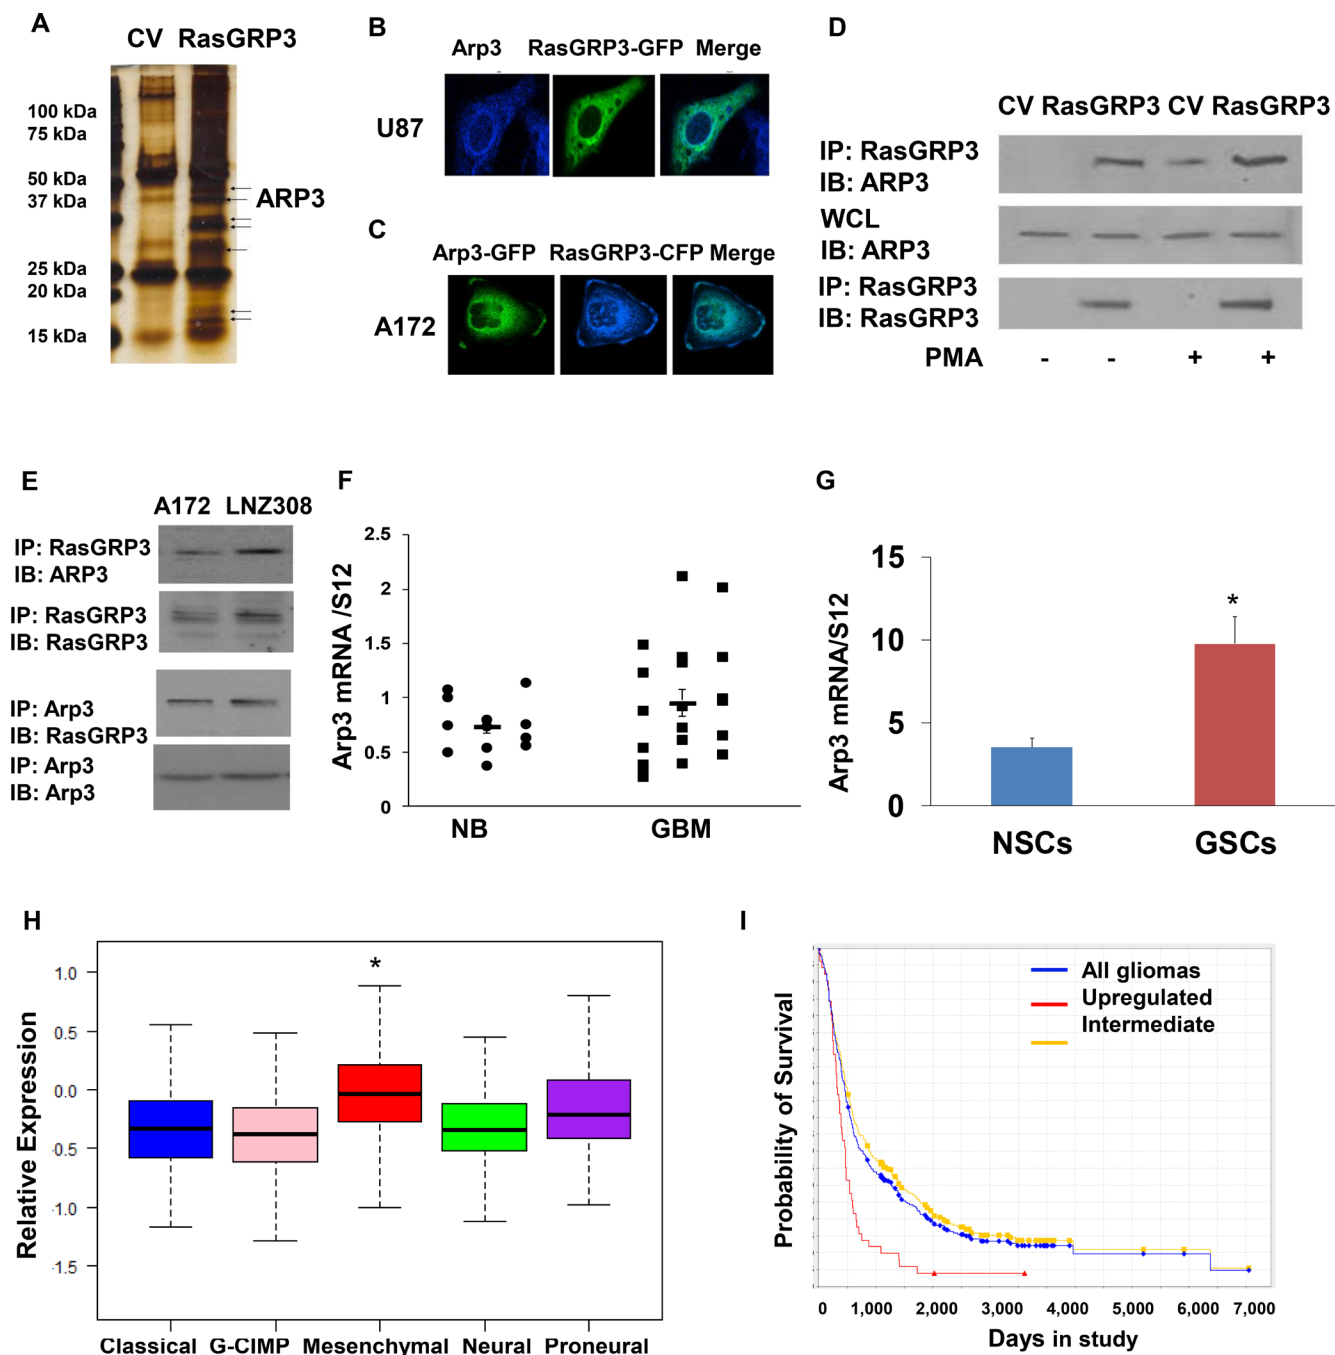 A
CV RasGRP3
100 kDa
75 kDa
50 kDa
37 kDa
25 kDa
20 kDa
15 kDa
ARP3
B
Arp3 RasGRP3-GFP Merge
U87
C
Arp3-GFP RasGRP3-CFP Merge
A172
D
CV RasGRP3 CV RasGRP3
IP: RasGRP3
IB: ARP3
WCL
IB: ARP3
IP: RasGRP3
IB: RasGRP3
PMA - - + +
E
A172 LNZ308
IP: RasGRP3
IB: ARP3
IP: RasGRP3
IB: RasGRP3
IP: Arp3
IB: RasGRP3
IP: Arp3
IB: Arp3
F
Arp3 mRNA /S12
2.5
2
1.5
1
0.5
0
NB GBM
G
Arp3 mRNA/S12
15
10
5
0
*
NSCs GSCs
H
Relative Expression
1.0
0.5
0.0
-0.5
-1.0
-1.5
*
Classical G-CIMP Mesenchymal Neural Proneural
I
Probability of Survival
All gliomas
Upregulated
Intermediate
0 1,000 2,000 3,000 4,000 5,000 6,000 7,000
Days in study